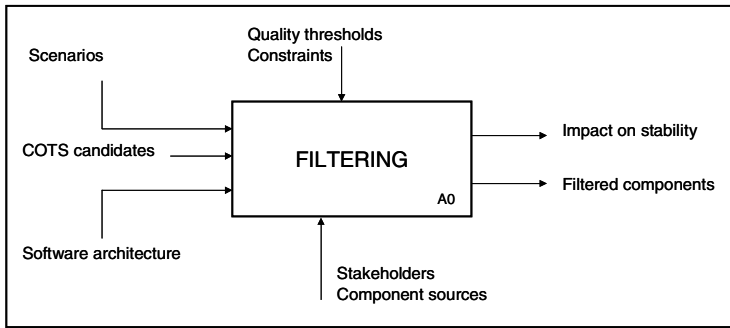 Quality thresholds
Constraints
Scenarios
COTS candidates
Software architecture
FILTERING
A0
Impact on stability
Filtered components
Stakeholders
Component sources